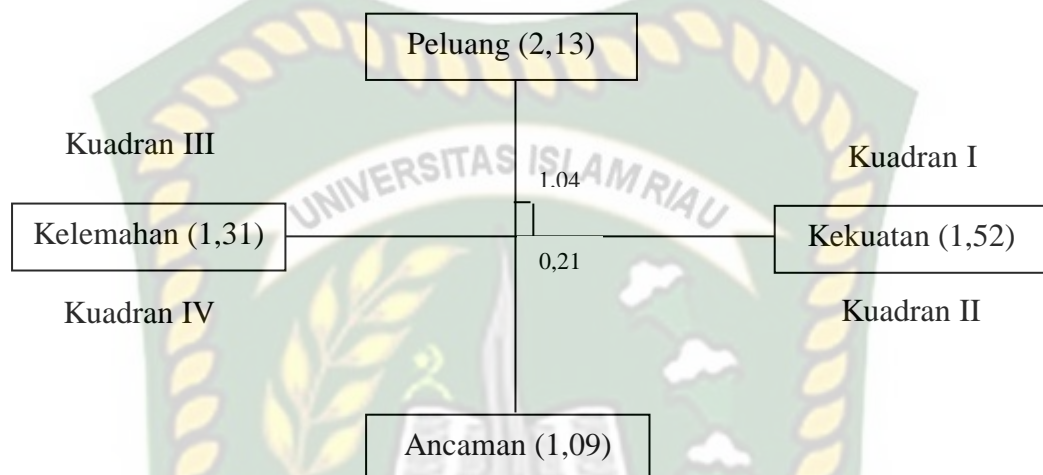 Peluang (2,13)
Kuadran III
Kuadran I
UNIVERSITAS ISLAM RIAU
1.04
Kelemahan (1,31)
Kekuatan (1,52)
0,21
Kuadran IV
Kuadran II
Ancaman (1,09)